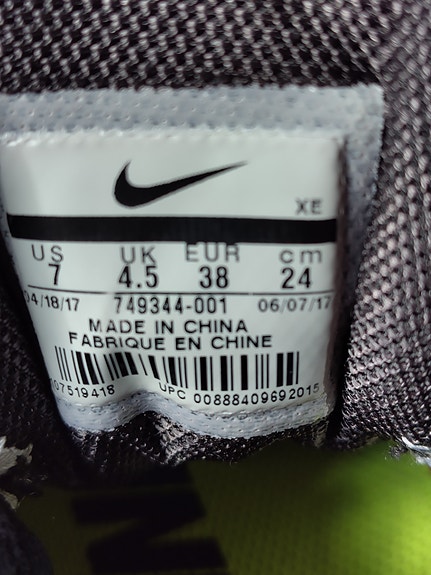 XE
US UK EUR cm
7 4.5 38 24
04/18/17 749344-001 06/07/17
MADE IN CHINA
FABRIQUE EN CHINE
UPC 00888409692015